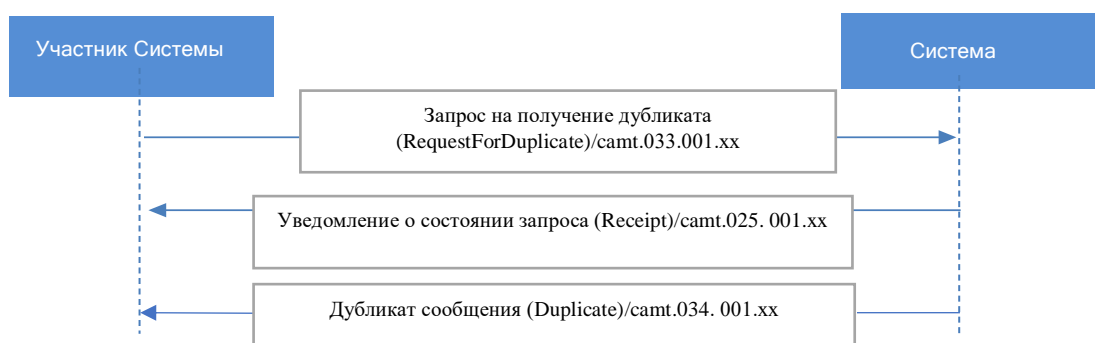 Участник Системы
Система
Запрос на получение дубликата
(RequestForDuplicate)/camt.033.001.xx
Уведомление о состоянии запроса (Receipt)/camt.025. 001.xx
Дубликат сообщения (Duplicate)/camt.034. 001.xx